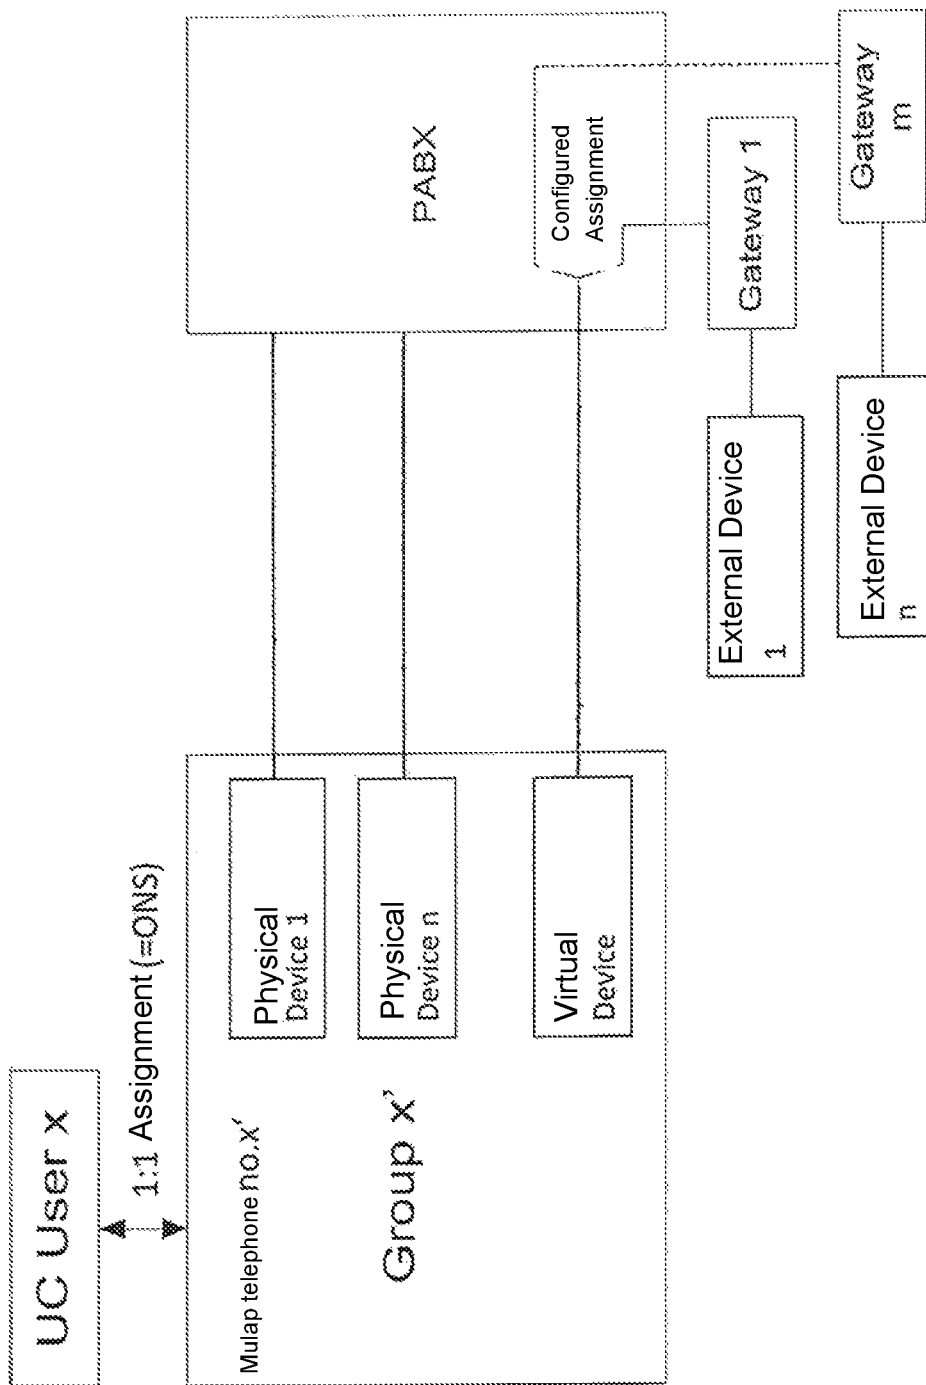 UC User x
1:1 Assignment (=ONS)
Mulap telephone no.x'
Group x'
Physical
Device 1
Physical
Device n
Virtual
Device
PABX
Configured
Assignment
External Device
1
Gateway 1
External Device
n
Gateway
m